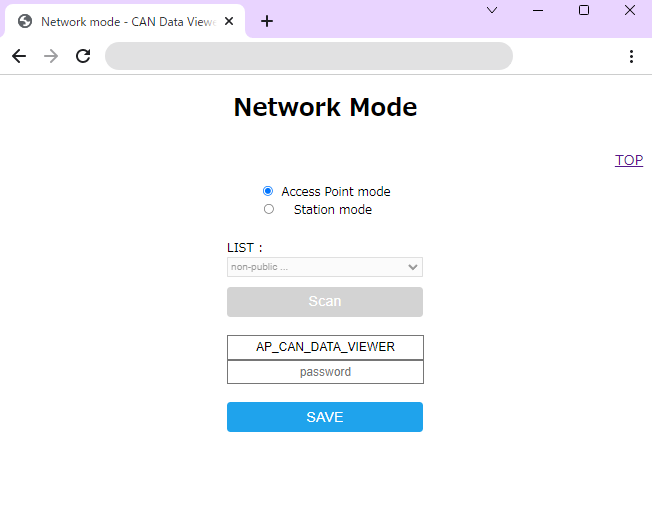 Network mode - CAN Data Viewe
Network Mode
TOP
Access Point mode
Station mode
LIST :
non-public ...
Scan
AP_CAN_DATA_VIEWER
password
SAVE